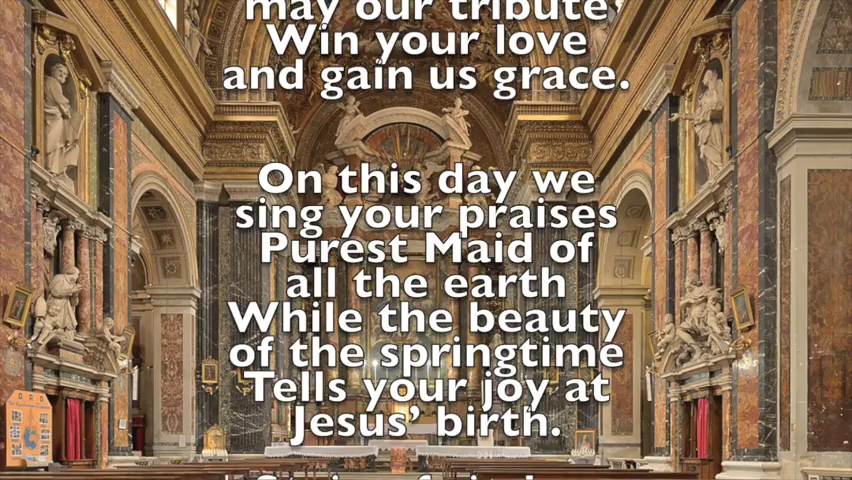 may our tribute
Win your love
and gain us grace.
On this day we
sing your praises
Purest Maid of
all the earth
While the beauty
of the springtime
Tells your joy at
Jesus' birth.